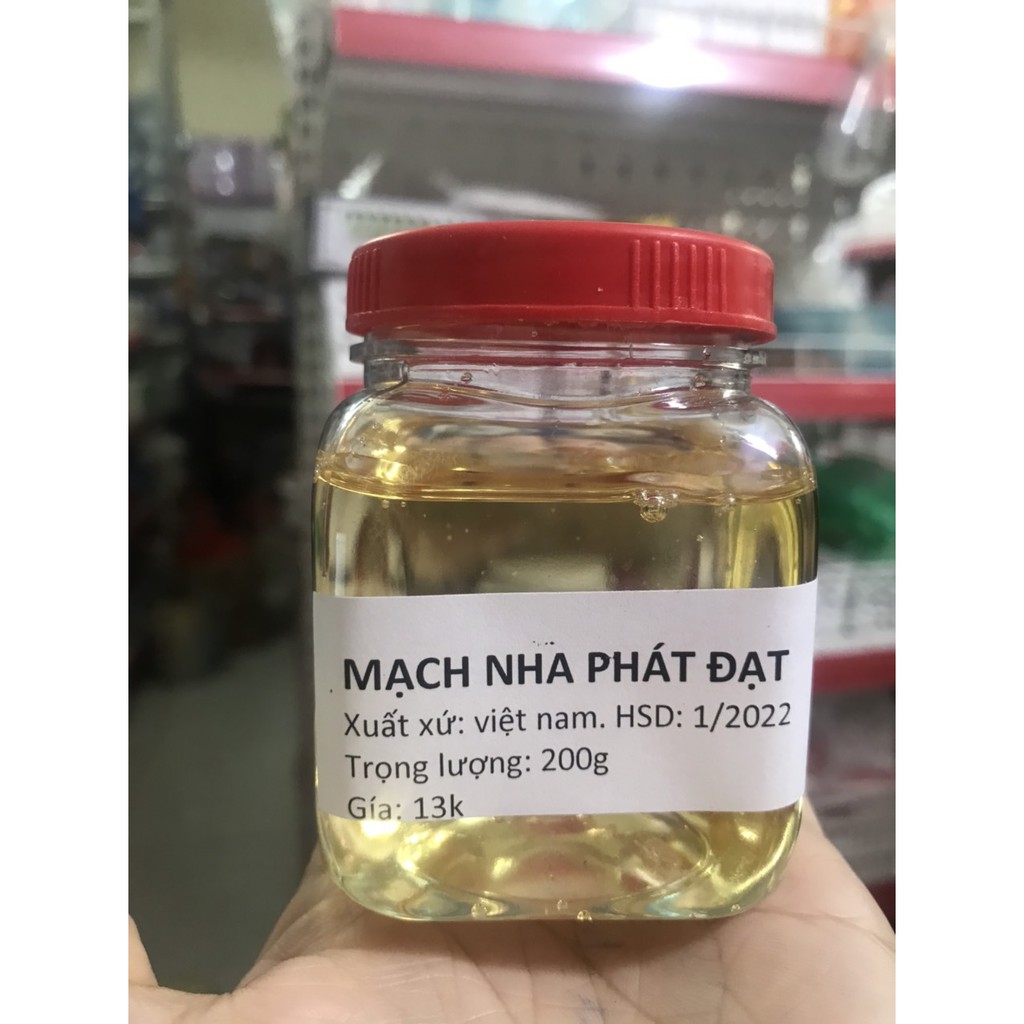 MẠCH NHA PHÁT ĐẠT
Xuất xứ: việt nam. HSD: 1/2022
Trọng lượng: 200g
Gía: 13k